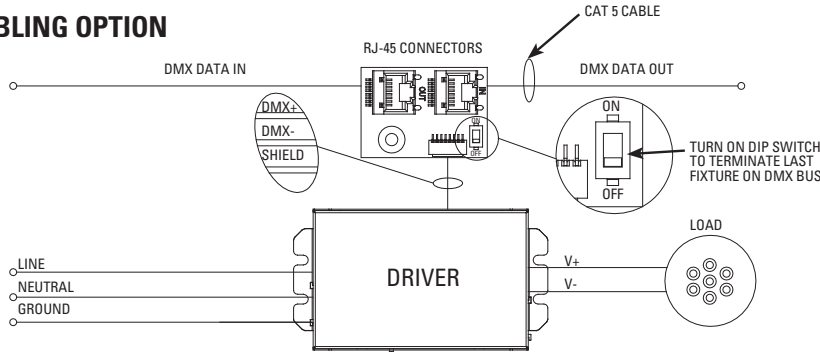 BLING OPTION
CAT 5 CABLE
RJ-45 CONNECTORS
DMX DATA IN
DMX DATA OUT
OUT
IN
ON
OFF
DMX+
DMX-
SHIELD
ON
OFF
TURN ON DIP SWITCH
TO TERMINATE LAST
FIXTURE ON DMX BUS
LOAD
LINE
NEUTRAL
GROUND
DRIVER
V+
V-